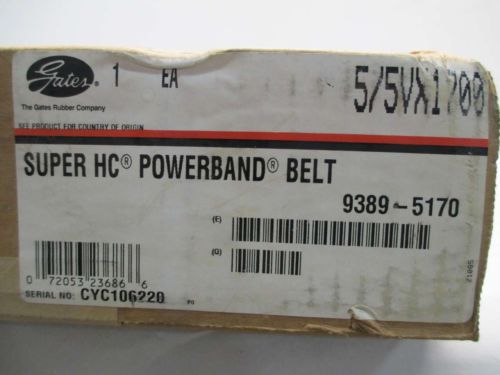 Gates®
1 EA
5/5VX1700
The Gates Rubber Company
SEE PRODUCT FOR COUNTRY OF ORIGIN
SUPER HC® POWERBAND® BELT
9389-5170
(E)
(Q)
0 72053 23686 6
SERIAL NO: CYC106220
PO